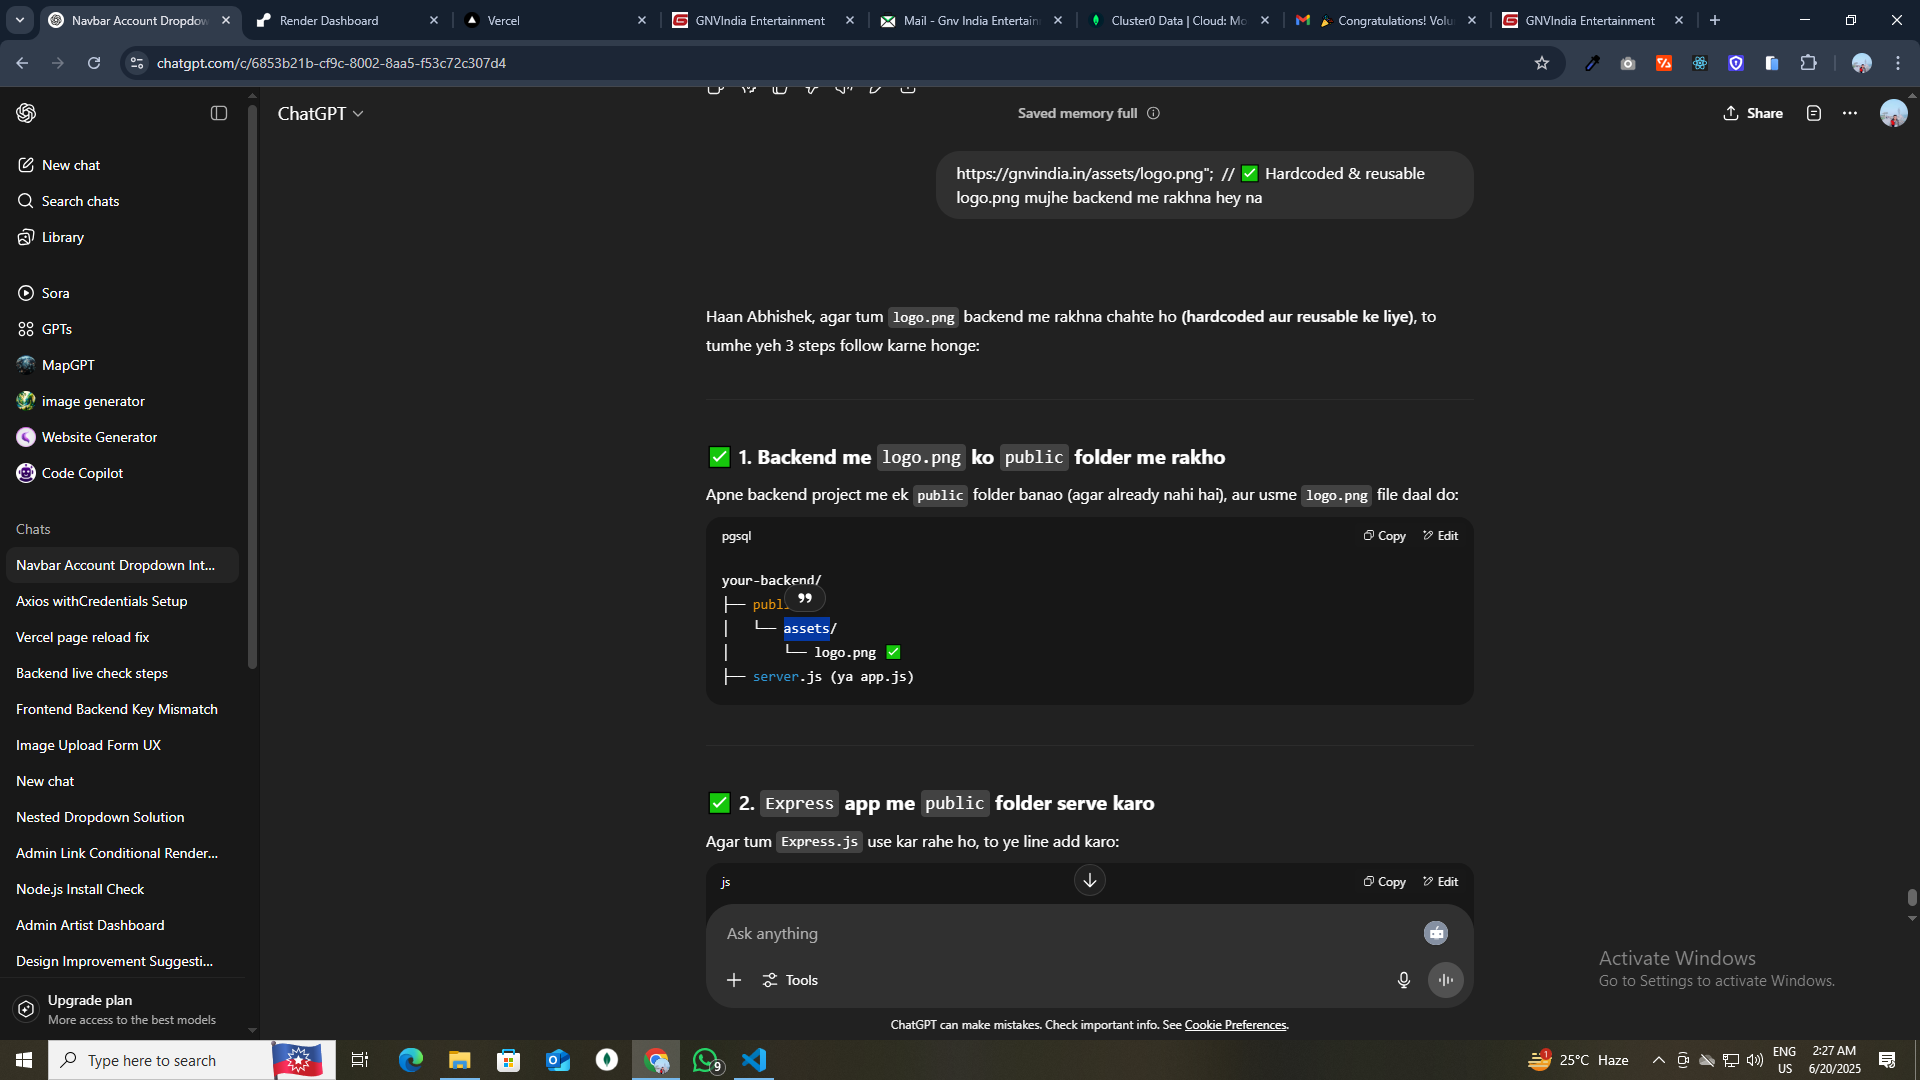 Navbar Account Dropdow
Render Dashboard
Vercel
GNVIndia Entertainment
Mail - Gnv India Entertain
Cluster0 Data | Cloud: Mo
🎉 Congratulations! Volu
GNVIndia Entertainment
chatgpt.com/c/6853b21b-cf9c-8002-8aa5-f53c72c307d4
ChatGPT
Saved memory full
Share
New chat
Search chats
Library
Sora
GPTs
MapGPT
image generator
Website Generator
Code Copilot
Chats
Navbar Account Dropdown Int...
Axios withCredentials Setup
Vercel page reload fix
Backend live check steps
Frontend Backend Key Mismatch
Image Upload Form UX
New chat
Nested Dropdown Solution
Admin Link Conditional Render...
Node.js Install Check
Admin Artist Dashboard
Design Improvement Suggesti...
Upgrade plan
More access to the best models
https://gnvindia.in/assets/logo.png"; // ✅ Hardcoded & reusable
logo.png mujhe backend me rakhna hey na
Haan Abhishek, agar tum logo.png backend me rakhna chahte ho (hardcoded aur reusable ke liye), to
tumhe yeh 3 steps follow karne honge:
✅ 1. Backend me logo.png ko public folder me rakho
Apne backend project me ek public folder banao (agar already nahi hai), aur usme logo.png file daal do:
pgsql
Copy
Edit
your-backend/
├── publ
│   └── assets/
│       └── logo.png ✅
├── server.js (ya app.js)
✅ 2. Express app me public folder serve karo
Agar tum Express.js use kar rahe ho, to ye line add karo:
js
Copy
Edit
Ask anything
Tools
ChatGPT can make mistakes. Check important info. See Cookie Preferences.
Activate Windows
Go to Settings to activate Windows.
Type here to search
9
1
25°C Haze
ENG
US
2:27 AM
6/20/2025